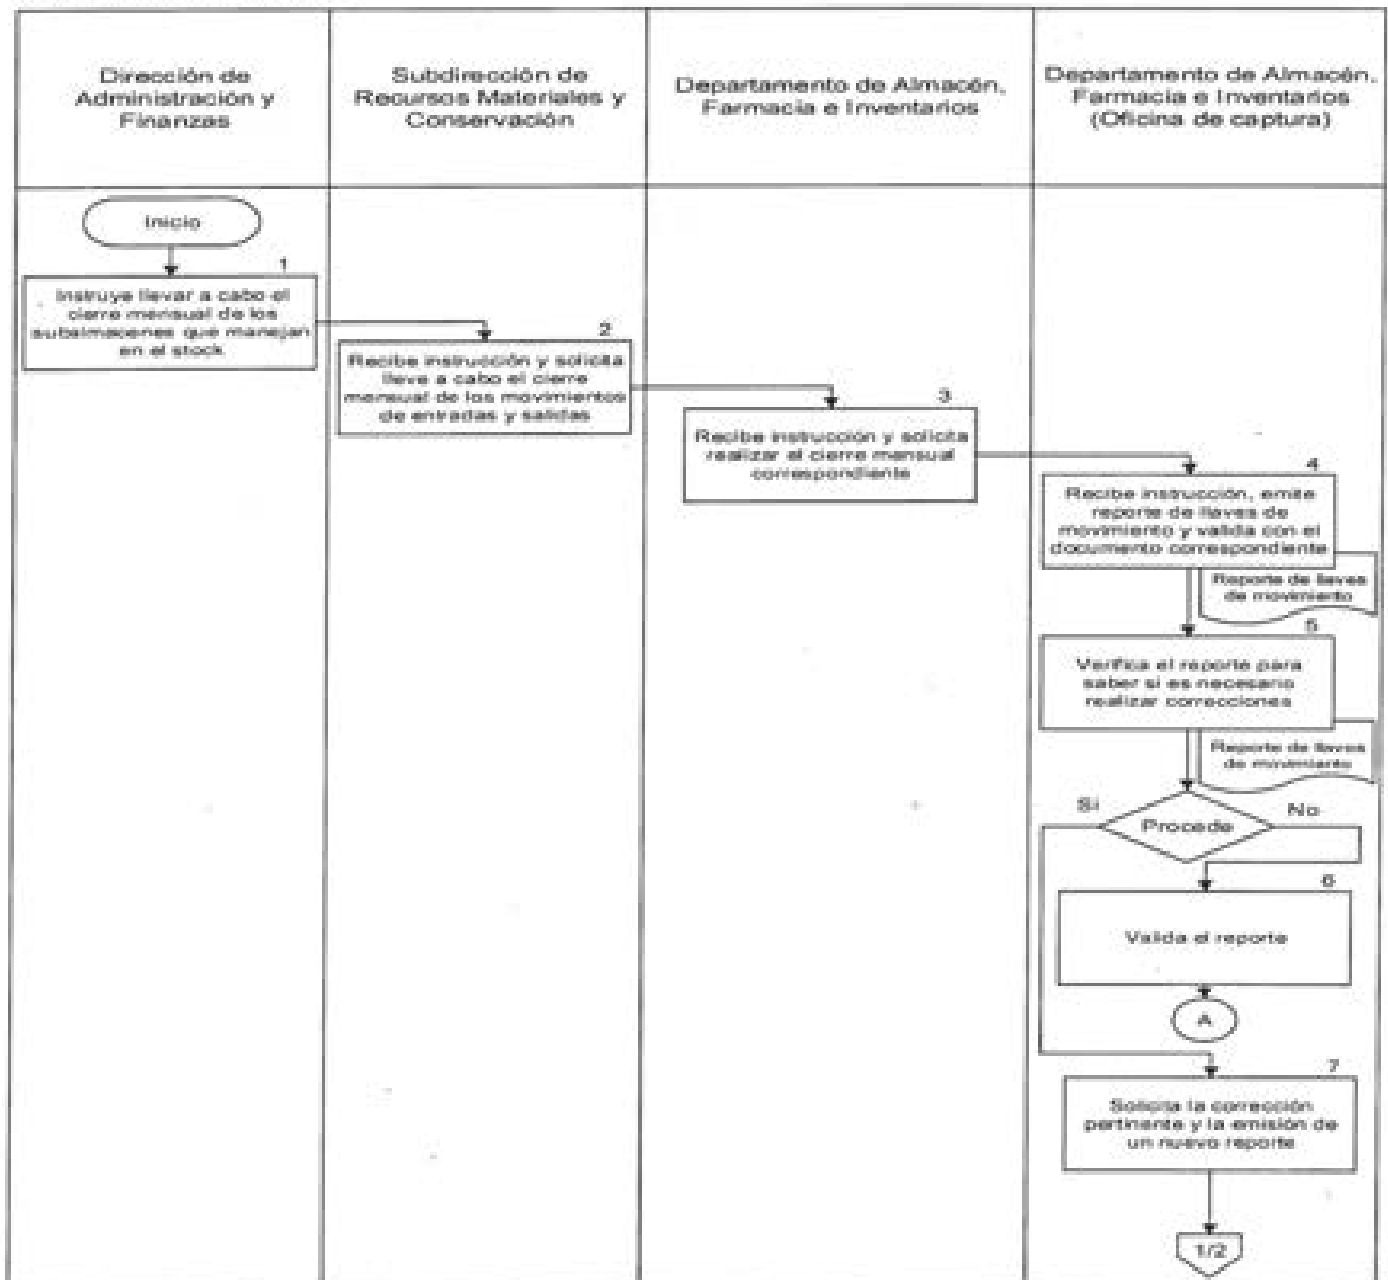 Dirección de
Administración y
Finanzas
Subdirección de
Recursos Materiales y
Conservación
Departamento de Almacén,
Farmacia e Inventarios
Departamento de Almacén,
Farmacia e Inventarios
(Oficina de captura)
Inicio
1
Instruye llevar a cabo el
cierre mensual de los
subalmacenes que manejan
en el stock
2
Recibe instrucción y solicita
lleve a cabo el cierre
mensual de los movimientos
de entradas y salidas
3
Recibe instrucción y solicita
realizar el cierre mensual
correspondiente
4
Recibe instrucción, emite
reporte de llaves de
movimiento y valida con el
documento correspondiente
Reporte de llaves
de movimiento
5
Verifica el reporte para
saber si es necesario
realizar correcciones
Reporte de llaves
de movimiento
Si
Procede
No
6
Valida el reporte
A
7
Solicita la corrección
pertinente y la emisión de
un nuevo reporte
1/2